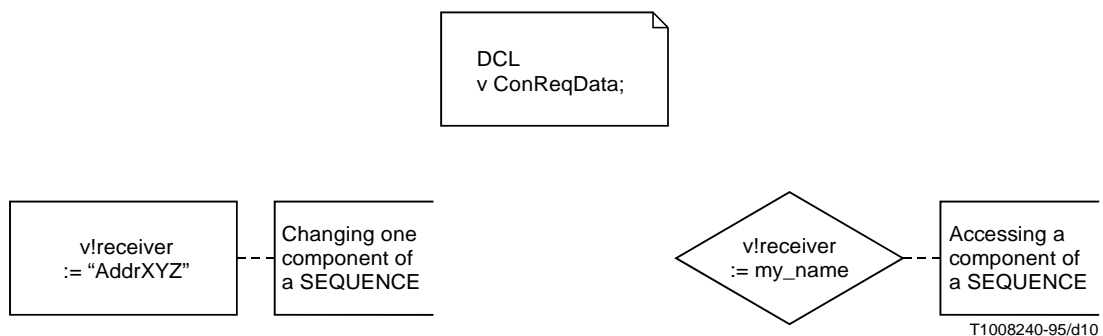 DCL
v ConReqData;
v!receiver
:= “AddrXYZ”
Changing one
component of
a SEQUENCE
v!receiver
:= my_name
Accessing a
component of
a SEQUENCE
T1008240-95/d10